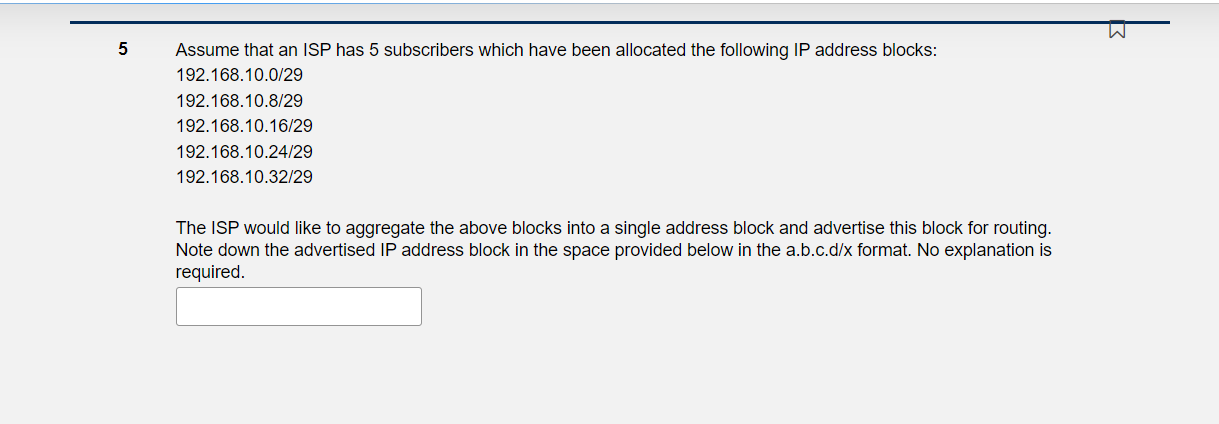 5 Assume that an ISP has 5 subscribers which have been allocated the following IP address blocks:
192.168.10.0/29
192.168.10.8/29
192.168.10.16/29
192.168.10.24/29
192.168.10.32/29
The ISP would like to aggregate the above blocks into a single address block and advertise this block for routing.
Note down the advertised IP address block in the space provided below in the a.b.c.d/x format. No explanation is
required.